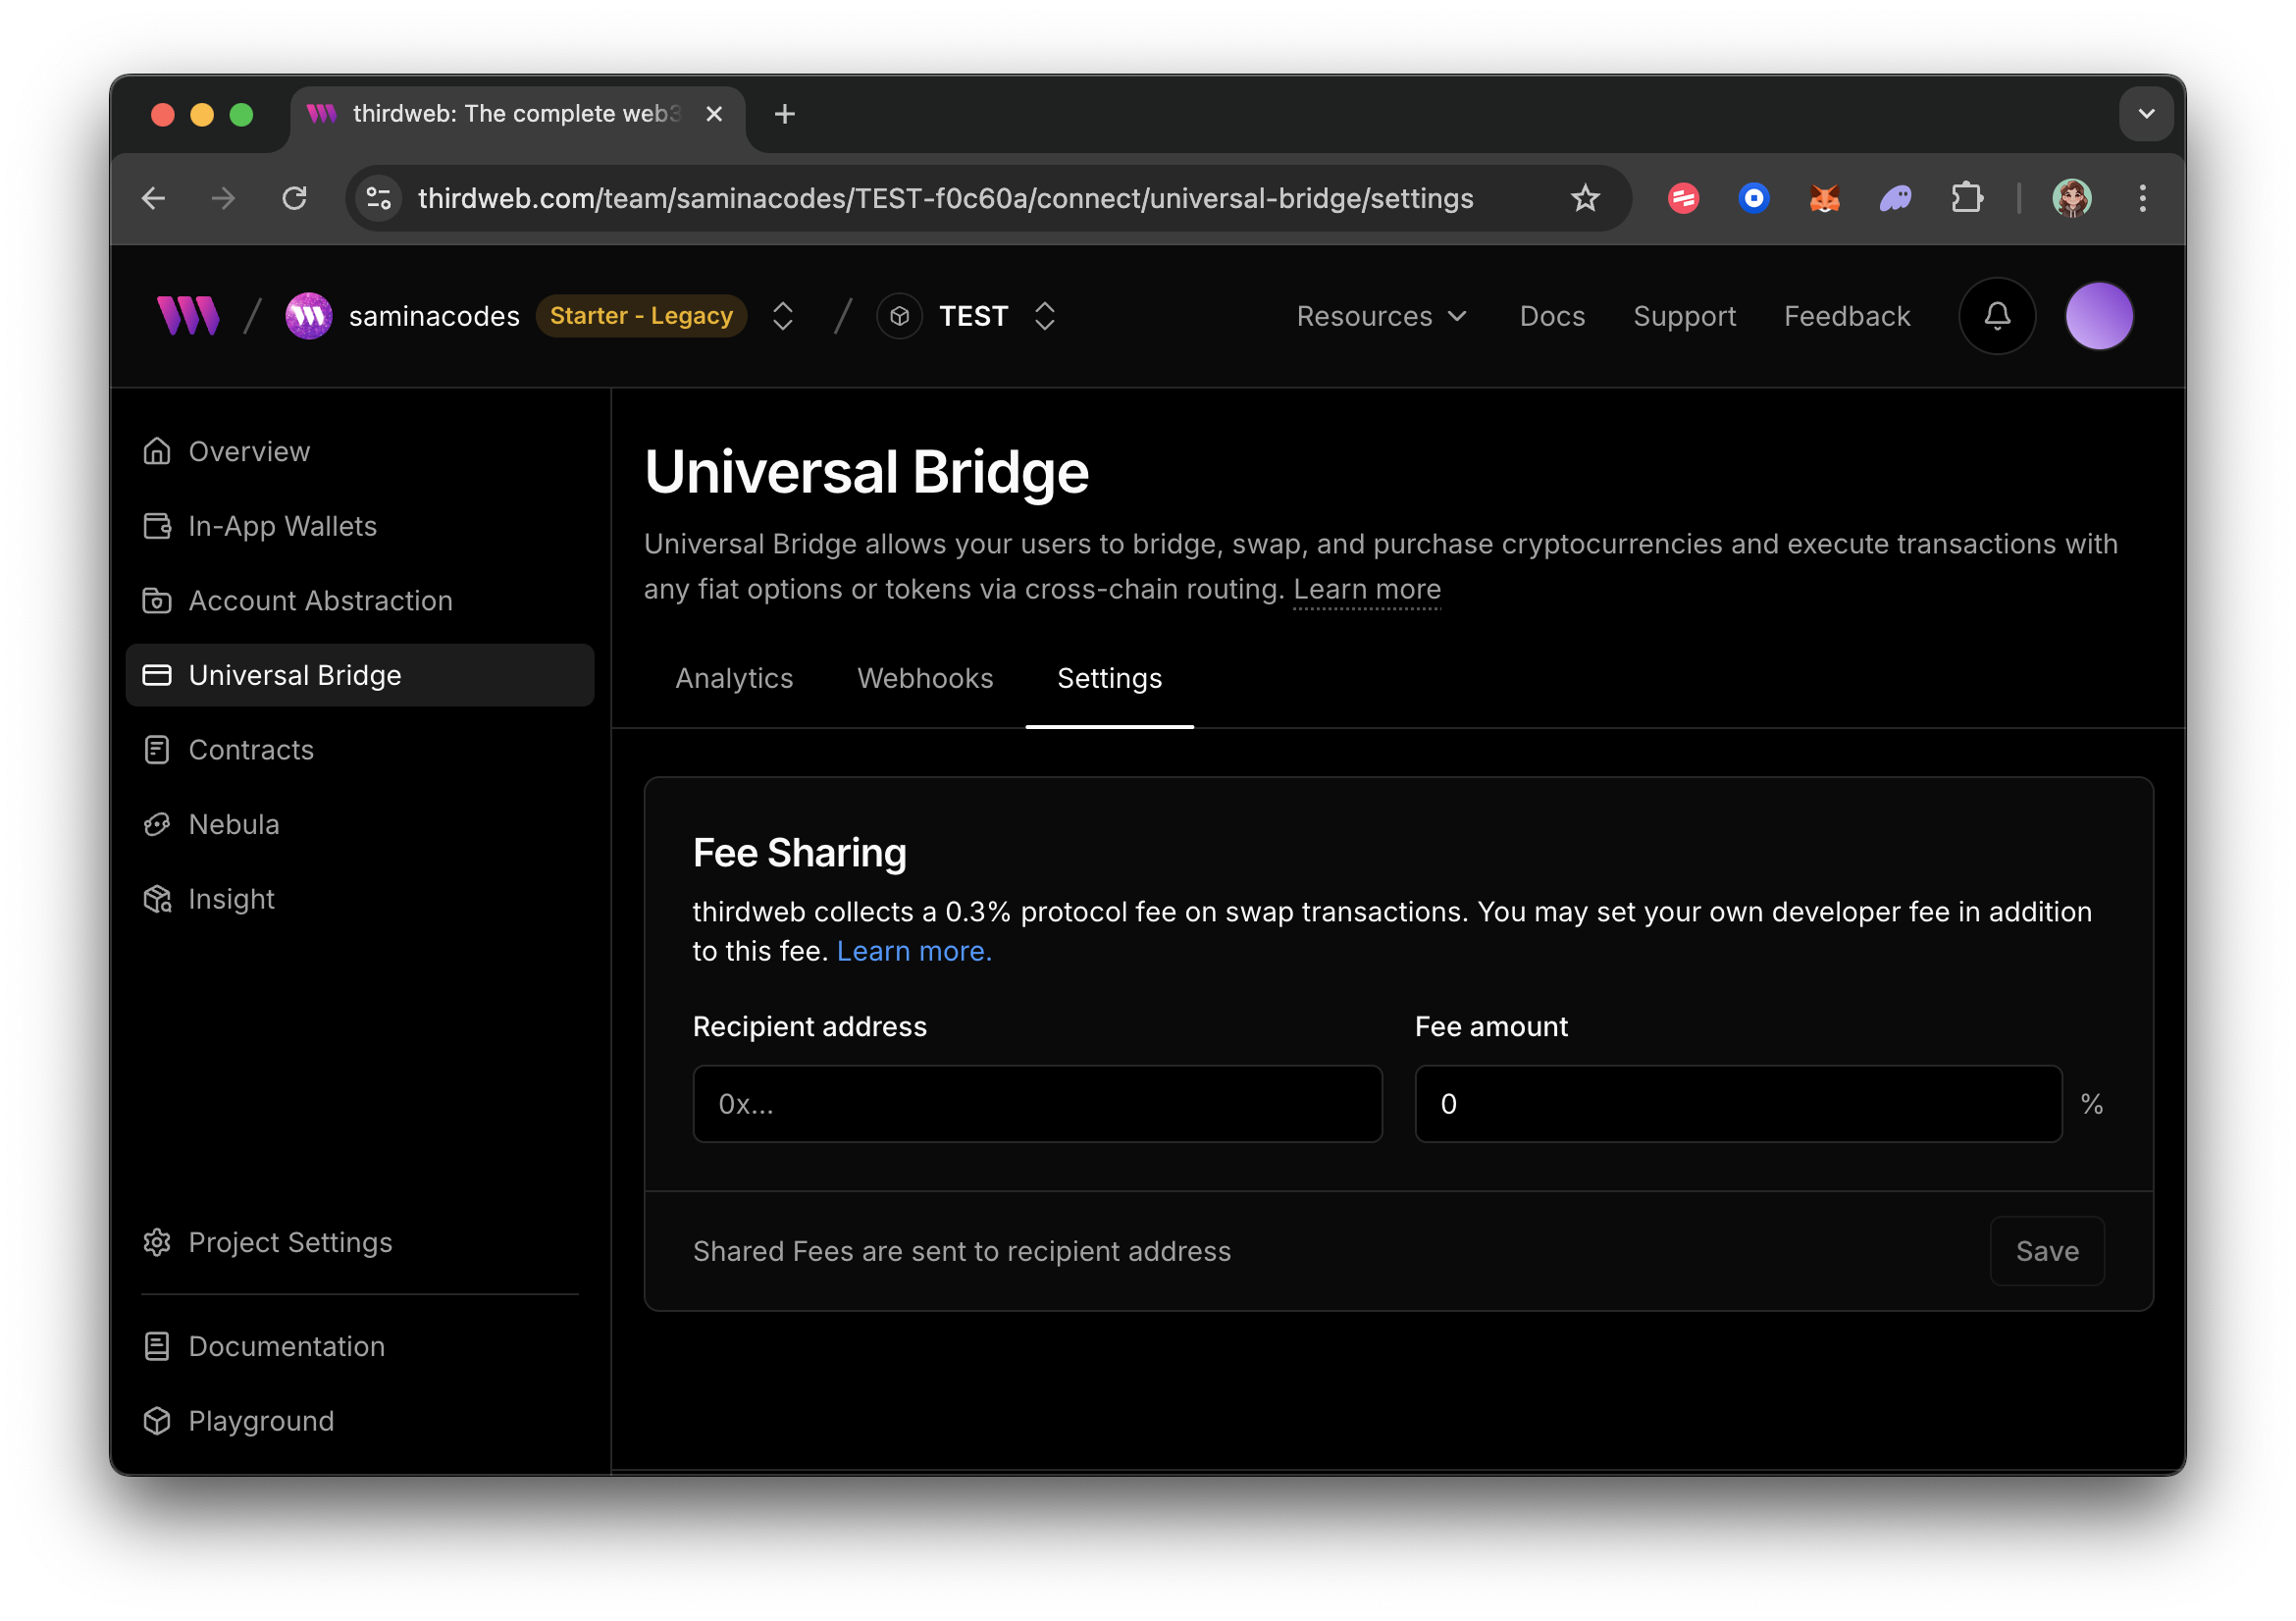 thirdweb: The complete web3
thirdweb.com/team/saminacodes/TEST-f0c60a/connect/universal-bridge/settings
saminacodes Starter - Legacy TEST Resources Docs Support Feedback
Overview
In-App Wallets
Account Abstraction
Universal Bridge
Contracts
Nebula
Insight
Project Settings
Documentation
Playground
Universal Bridge
Universal Bridge allows your users to bridge, swap, and purchase cryptocurrencies and execute transactions with
any fiat options or tokens via cross-chain routing. Learn more
Analytics Webhooks Settings
Fee Sharing
thirdweb collects a 0.3% protocol fee on swap transactions. You may set your own developer fee in addition
to this fee. Learn more.
Recipient address Fee amount
0x... 0 %
Shared Fees are sent to recipient address Save